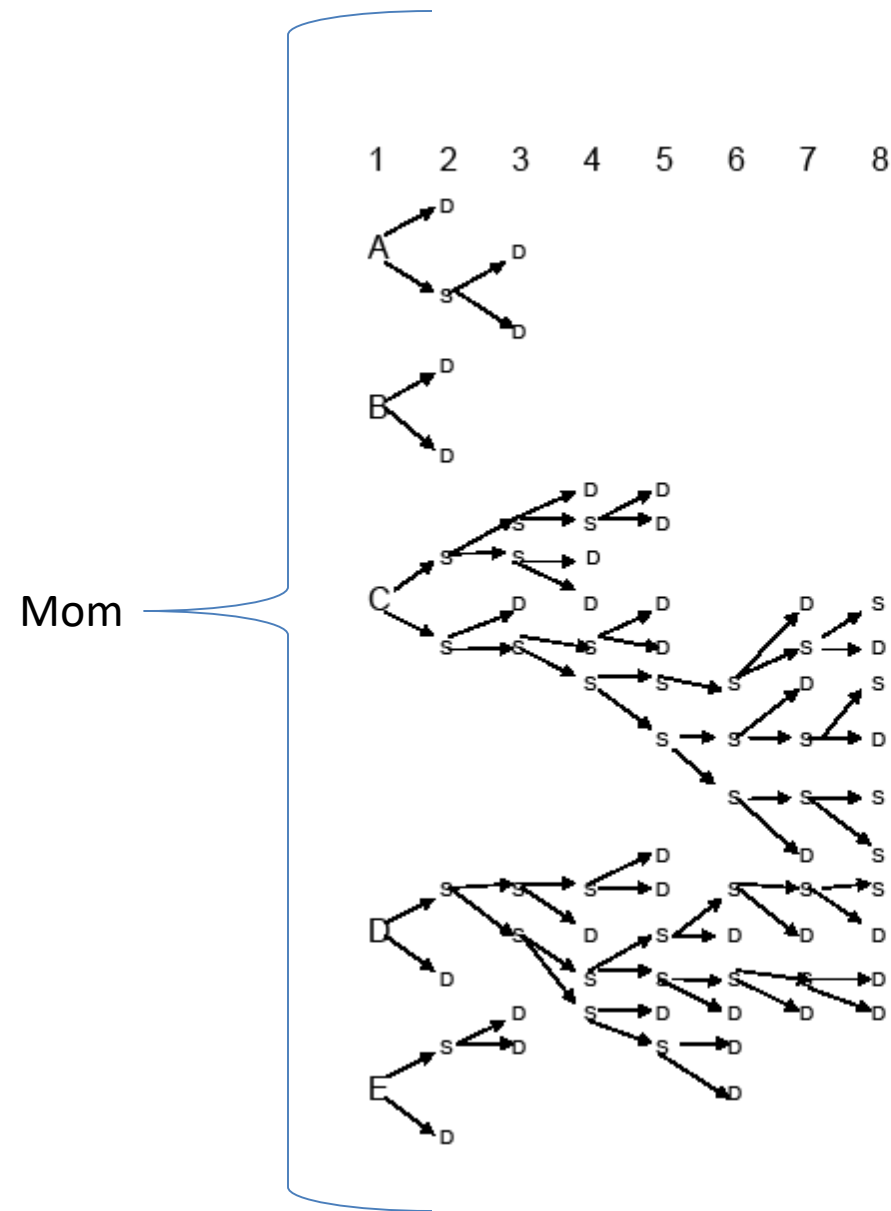 1 2 3 4 5 6 7 8
D
A D
S
D
D
B
D
D D
S S D
S S D
C D D D D S
S S S D S D
S S S D S
S S S D
S S S
D D S
S S S D S S S
D S D S D D D
D S S S S D
D S D D D D
S D S D
E D
D
Mom